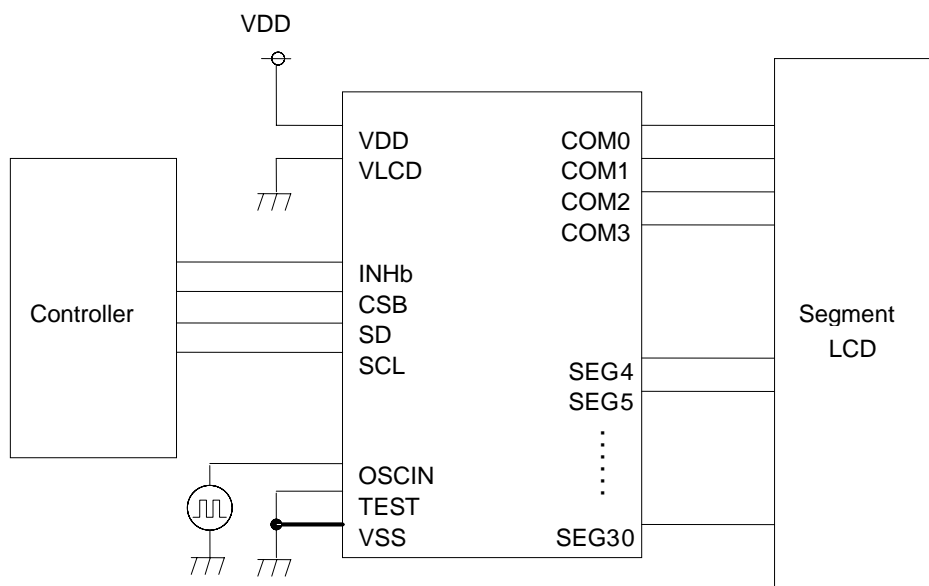 VDD
VDD
VLCD
INHb
CSB
SD
SCL
OSCIN
TEST
VSS
COM0
COM1
COM2
COM3
SEG4
SEG5
SEG30
Controller
Segment
LCD